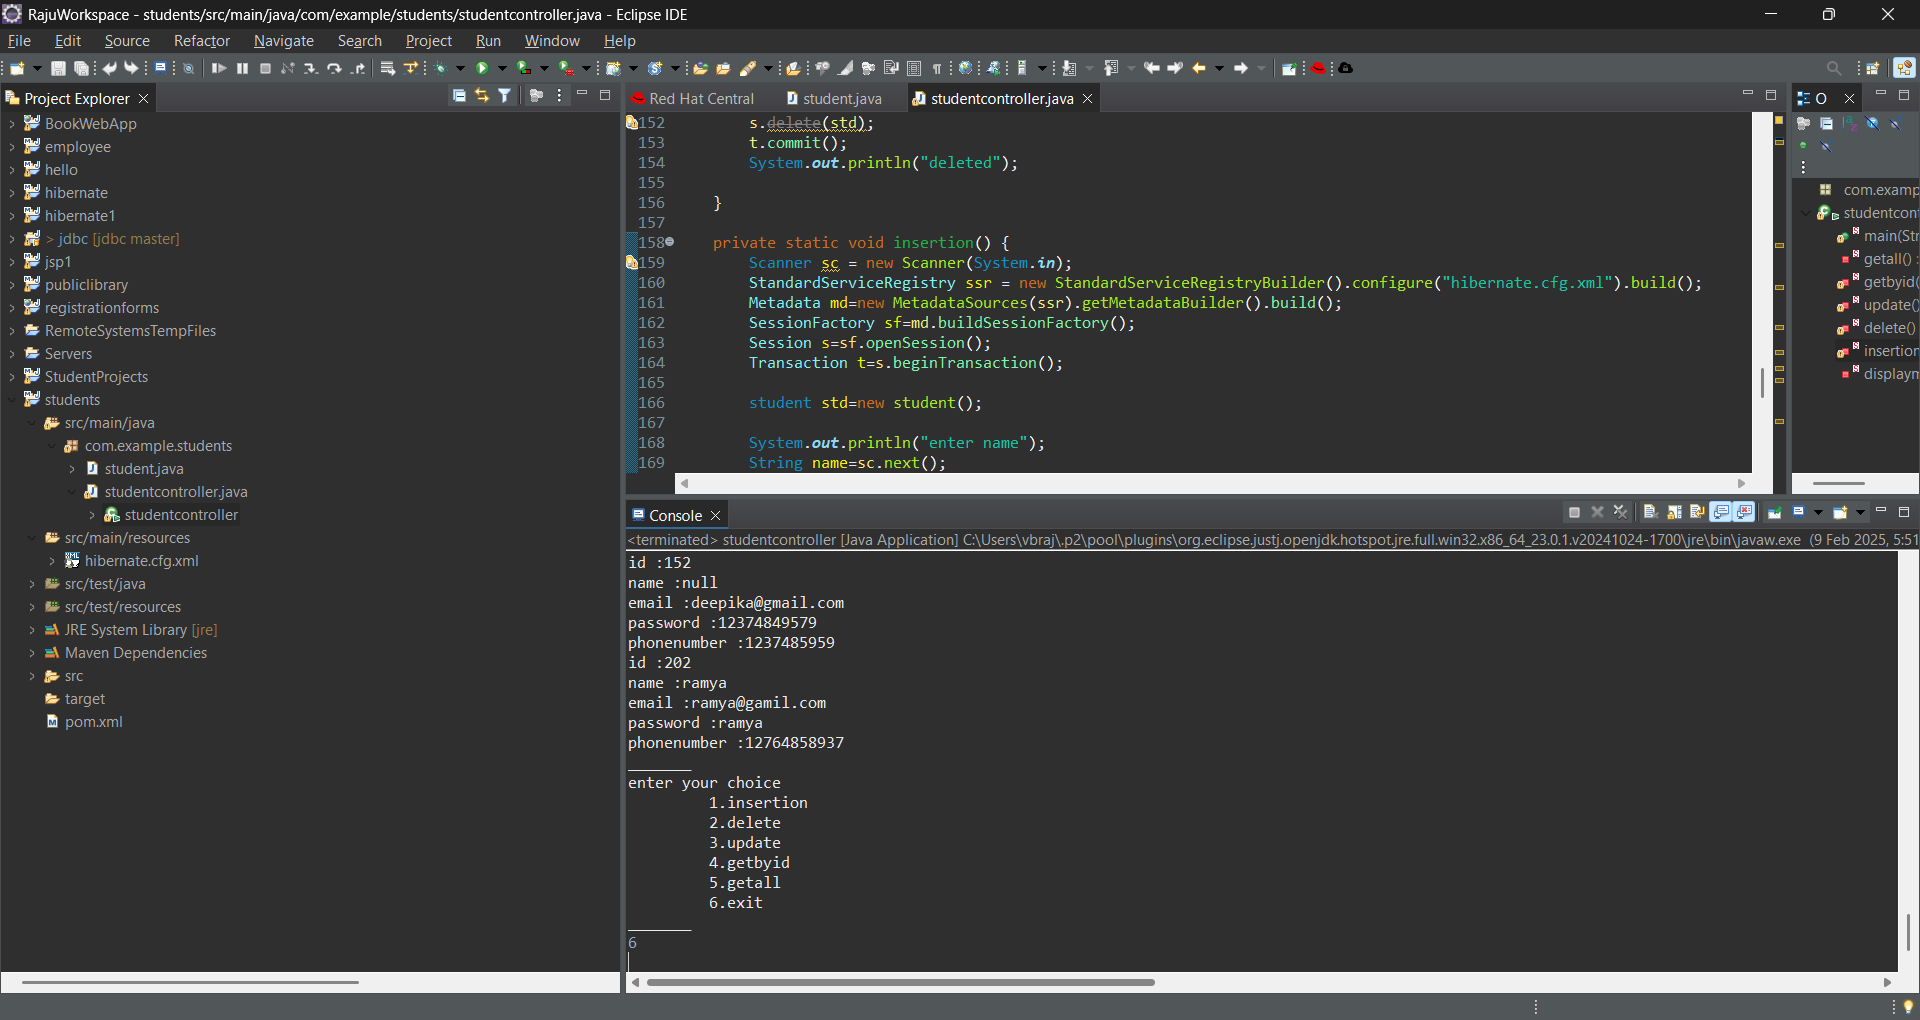 RajuWorkspace - students/src/main/java/com/example/students/studentcontroller.java - Eclipse IDE
File Edit Source Refactor Navigate Search Project Run Window Help
Project Explorer
BookWebApp
employee
hello
hibernate
hibernate1
> jdbc [jdbc master]
jsp1
publiclibrary
registrationforms
RemoteSystemsTempFiles
Servers
StudentProjects
students
src/main/java
com.example.students
student.java
studentcontroller.java
studentcontroller
src/main/resources
hibernate.cfg.xml
src/test/java
src/test/resources
JRE System Library [jre]
Maven Dependencies
src
target
pom.xml
Red Hat Central student.java studentcontroller.java
152 s.delete(std);
153 t.commit();
154 System.out.println("deleted");
155
156 }
157
158 private static void insertion() {
159 Scanner sc = new Scanner(System.in);
160 StandardServiceRegistry ssr = new StandardServiceRegistryBuilder().configure("hibernate.cfg.xml").build();
161 Metadata md=new MetadataSources(ssr).getMetadataBuilder().build();
162 SessionFactory sf=md.buildSessionFactory();
163 Session s=sf.openSession();
164 Transaction t=s.beginTransaction();
165
166 student std=new student();
167
168 System.out.println("enter name");
169 String name=sc.next();
O
com.examp
studentcont
main(Str
getall() :
getbyid(
update()
delete()
insertion
displaym
Console
<terminated> studentcontroller [Java Application] C:\Users\vbraj\.p2\pool\plugins\org.eclipse.justj.openjdk.hotspot.jre.full.win32.x86_64_23.0.1.v20241024-1700\jre\bin\javaw.exe (9 Feb 2025, 5:51
id :152
name :null
email :deepika@gmail.com
password :12374849579
phonenumber :1237485959
id :202
name :ramya
email :ramya@gamil.com
password :ramya
phonenumber :12764858937
_______
enter your choice
1.insertion
2.delete
3.update
4.getbyid
5.getall
6.exit
_______
6